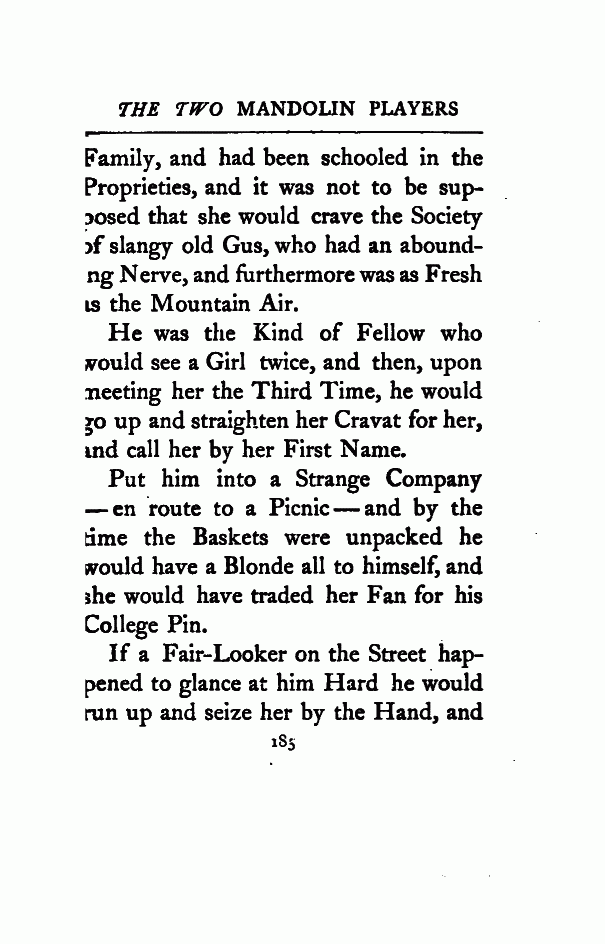 THE TWO MANDOLIN PLAYERS
Family, and had been schooled in the
Proprieties, and it was not to be sup-
posed that she would crave the Society
of slangy old Gus, who had an abound-
ing Nerve, and furthermore was as Fresh
as the Mountain Air.
He was the Kind of Fellow who
would see a Girl twice, and then, upon
meeting her the Third Time, he would
go up and straighten her Cravat for her,
and call her by her First Name.
Put him into a Strange Company
—en route to a Picnic—and by the
time the Baskets were unpacked he
would have a Blonde all to himself, and
she would have traded her Fan for his
College Pin.
If a Fair-Looker on the Street hap-
pened to glance at him Hard he would
run up and seize her by the Hand, and
185